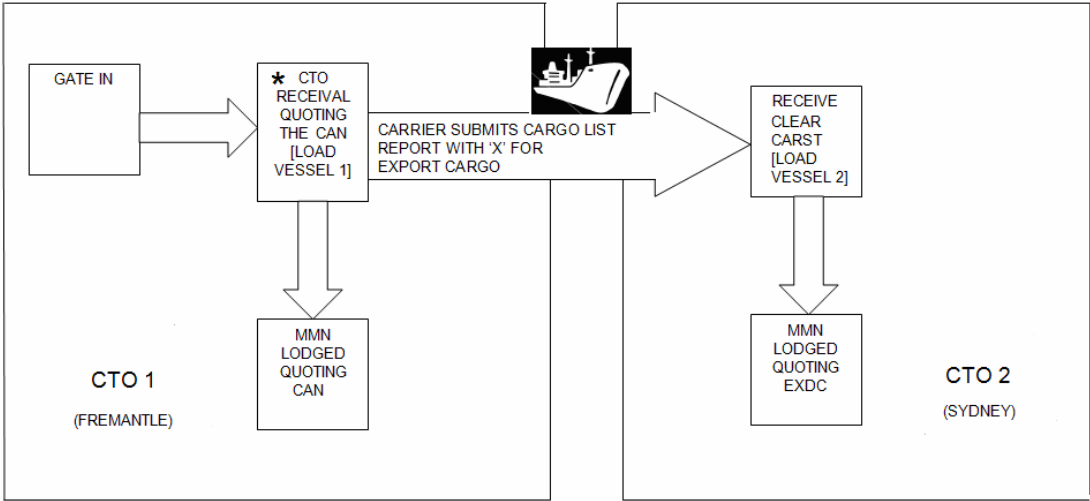 GATE IN
* CTO
RECEIVAL
QUOTING
THE CAN
[LOAD
VESSEL 1]
CARRIER SUBMITS CARGO LIST
REPORT WITH 'X' FOR
EXPORT CARGO
RECEIVE
CLEAR
CARST
[LOAD
VESSEL 2]
MMN
LODGED
QUOTING
CAN
MMN
LODGED
QUOTING
EXDC
CTO 1
(FREMANTLE)
CTO 2
(SYDNEY)